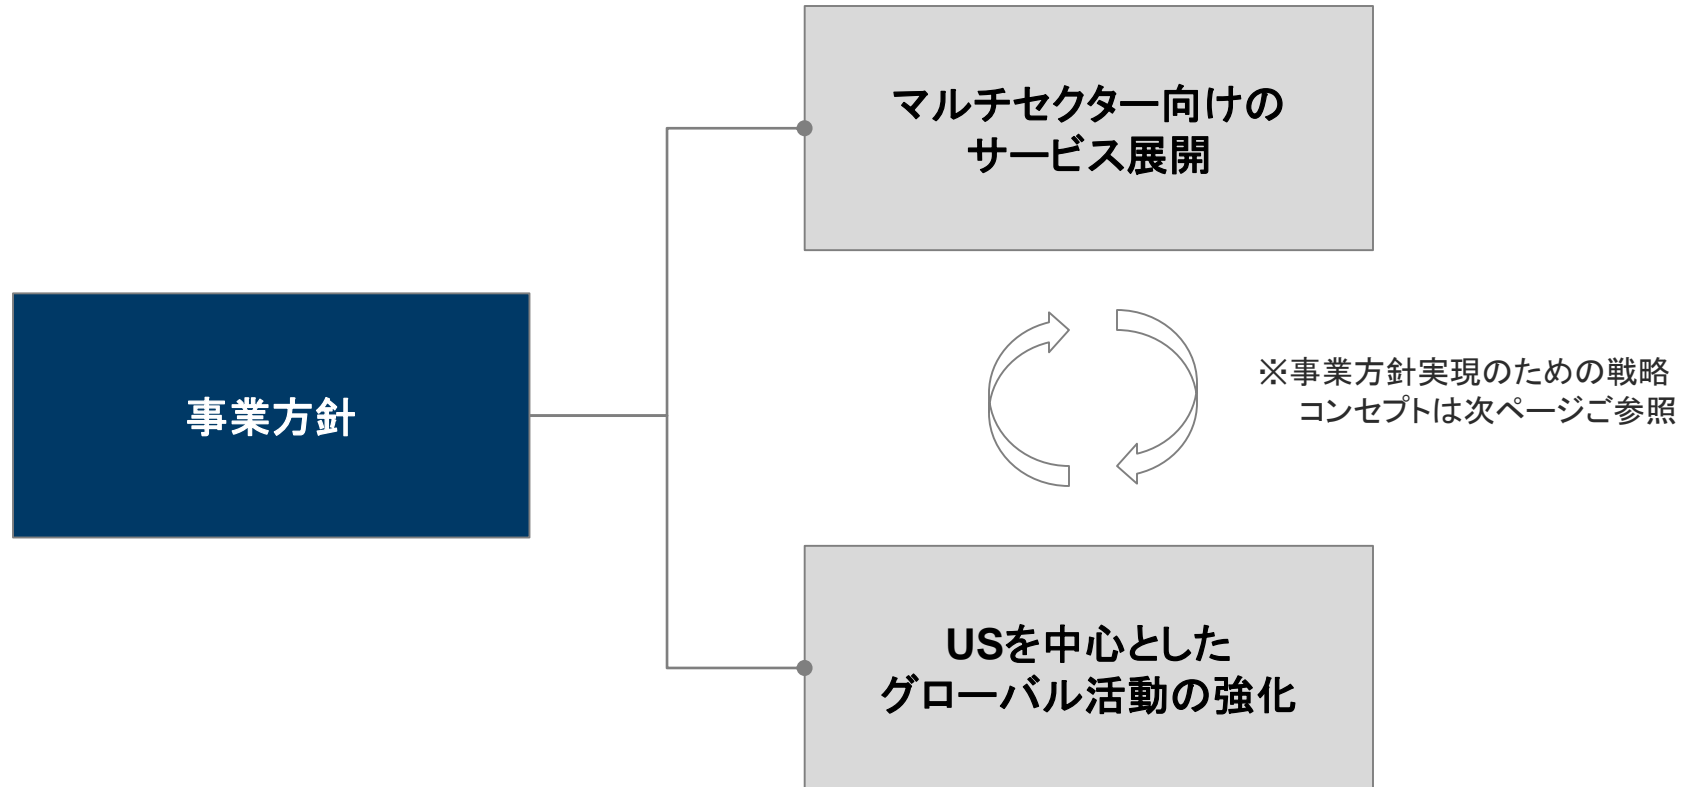 マルチセクター向けの
サービス展開
事業方針
※事業方針実現のための戦略
コンセプトは次ページご参照
USを中心とした
グローバル活動の強化